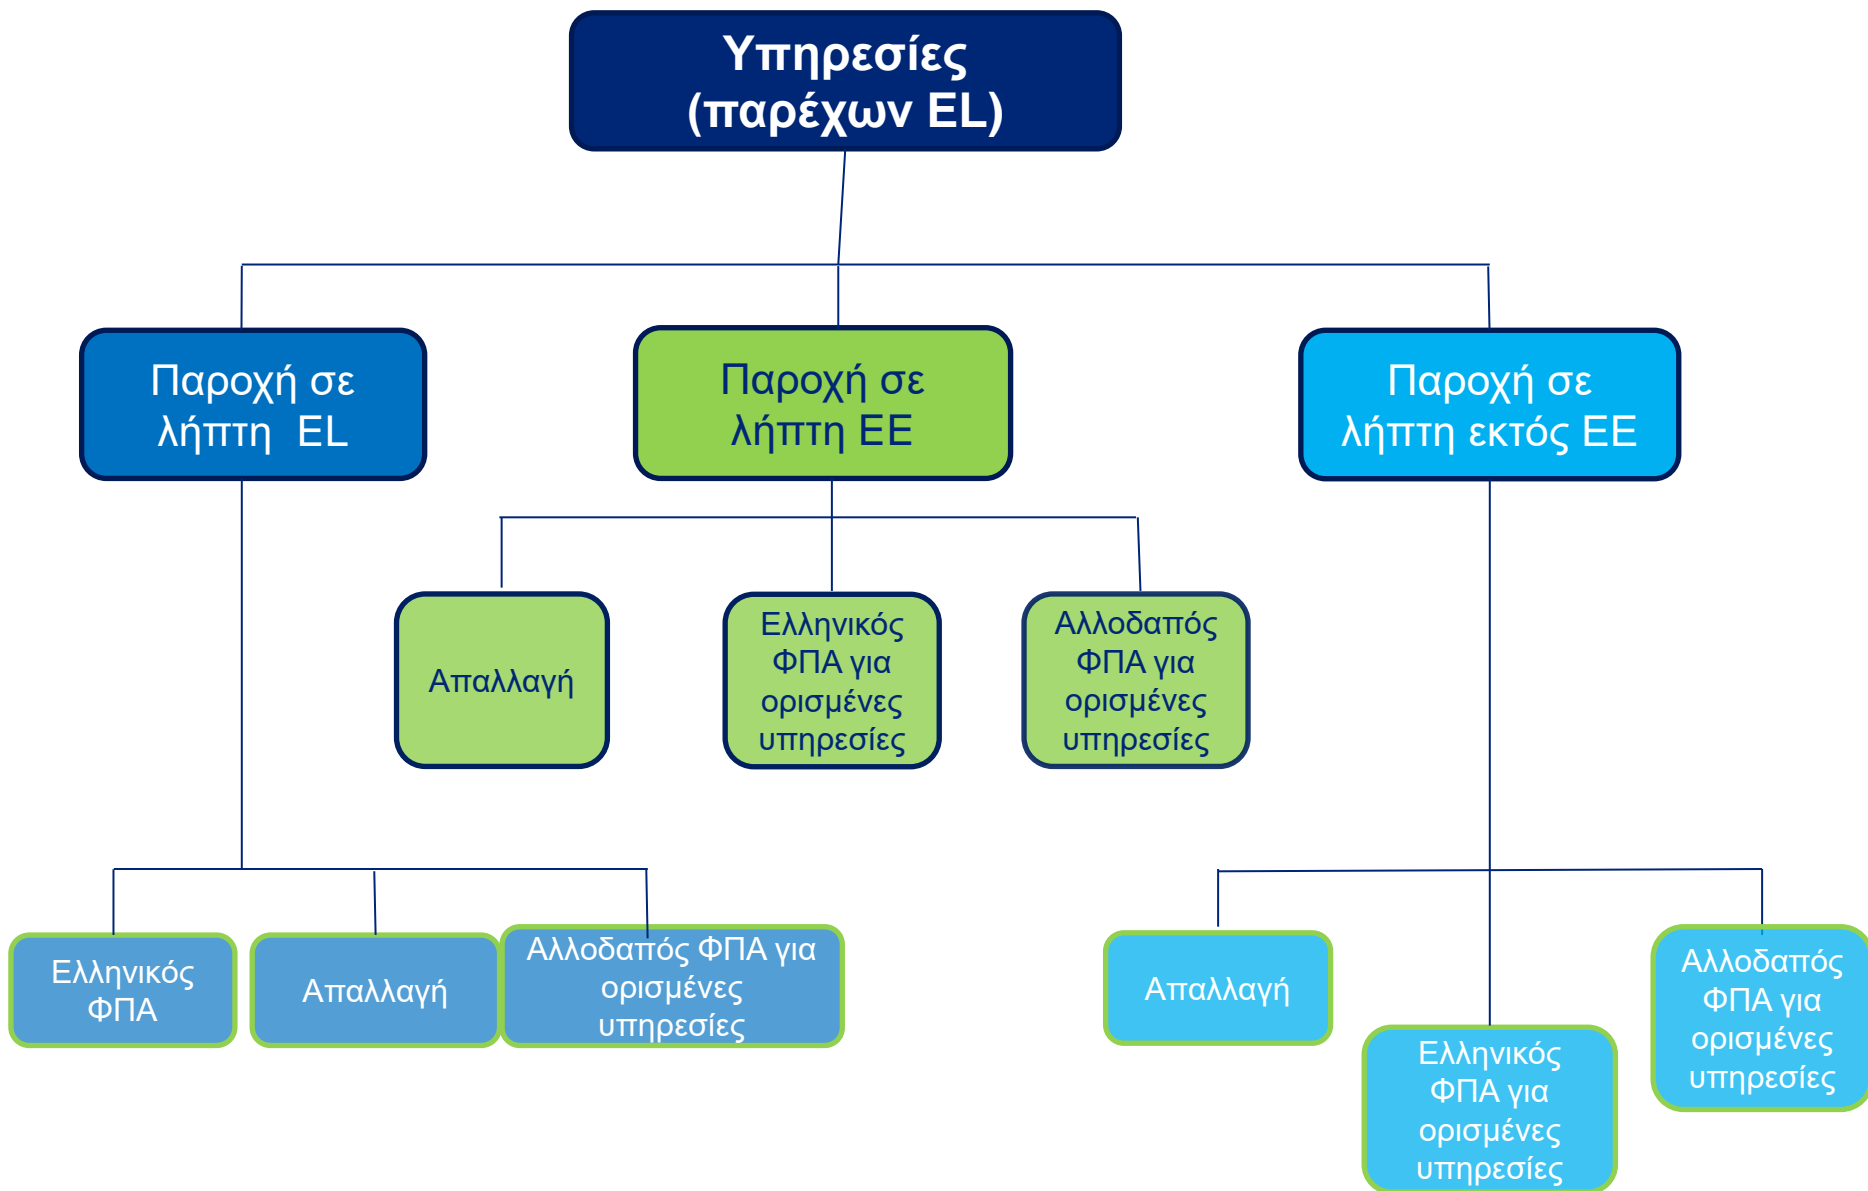 Υπηρεσίες
(παρέχων EL)
Παροχή σε
λήπτη EL
Παροχή σε
λήπτη ΕΕ
Παροχή σε
λήπτη εκτός ΕΕ
Απαλλαγή
Ελληνικός
ΦΠΑ για
ορισμένες
υπηρεσίες
Αλλοδαπός
ΦΠΑ για
ορισμένες
υπηρεσίες
Ελληνικός
ΦΠΑ
Απαλλαγή
Αλλοδαπός ΦΠΑ για
ορισμένες
υπηρεσίες
Απαλλαγή
Ελληνικός
ΦΠΑ για
ορισμένες
υπηρεσίες
Αλλοδαπός
ΦΠΑ για
ορισμένες
υπηρεσίες